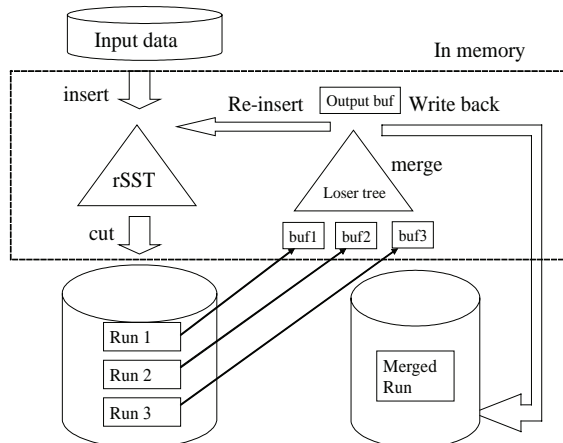 Input data
In memory
insert
Re-insert
Output buf
Write back
rSST
merge
Loser tree
cut
buf1
buf2
buf3
Run 1
Run 2
Run 3
Merged
Run